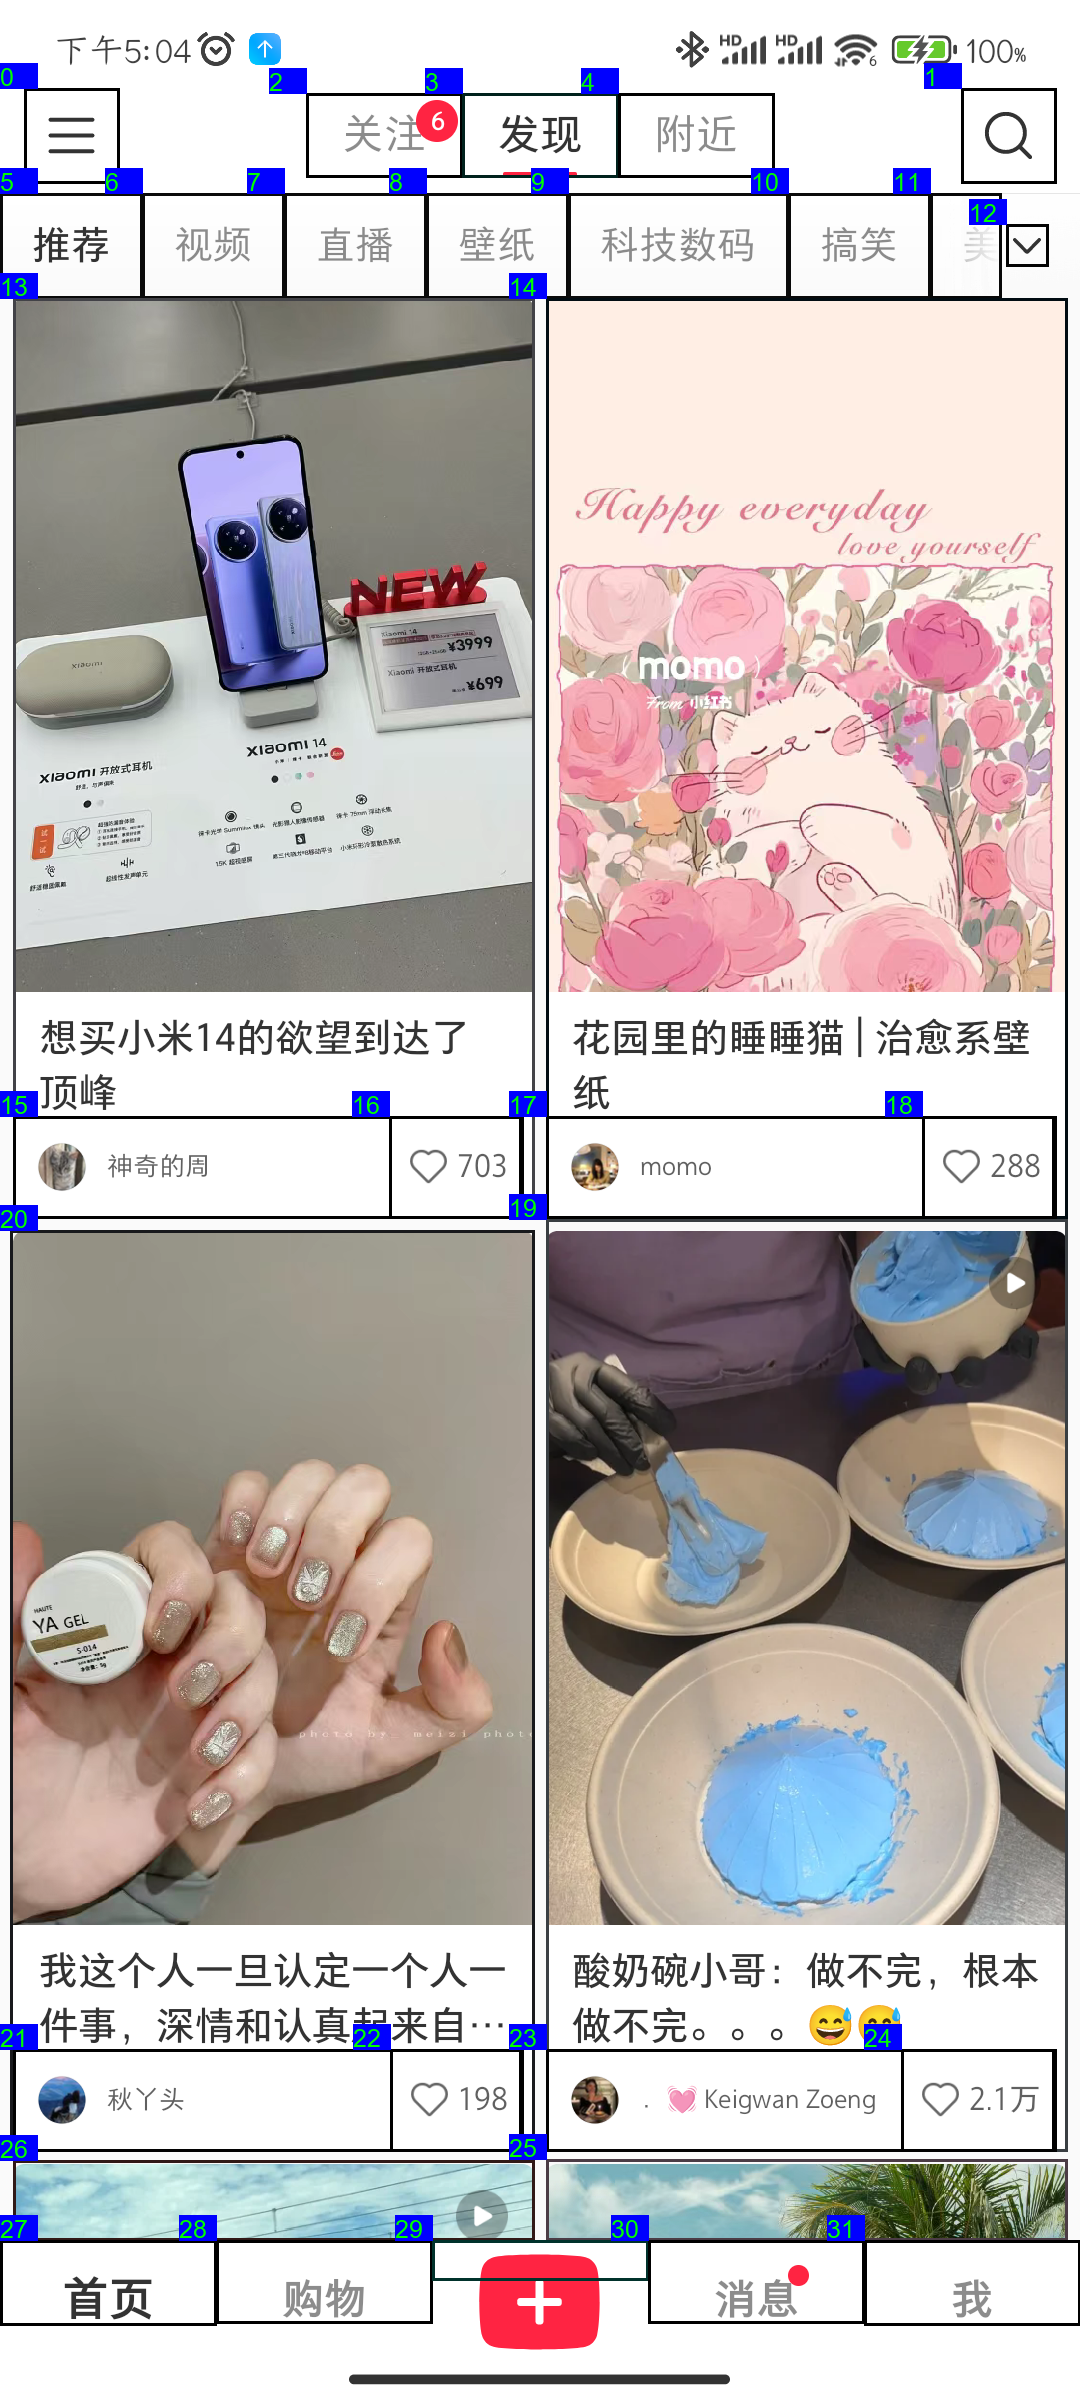 下午5:04
HD HD 6 100%
0 1 2 3 4
关注 6 发现 附近
5 6 7 8 9 10 11 12
推荐 视频 直播 壁纸 科技数码 搞笑 美
13 14
NEW
Xiaomi 14
¥3999
Xiaomi 开放式耳机
¥699
xiaomi
xiaomi 14
xiaomi 开放式耳机
Happy everyday
love yourself
momo
From 小红书
想买小米14的欲望到达了
顶峰
花园里的睡睡猫 | 治愈系壁
纸
15 16 17 18
神奇的周 703
momo 288
19
20
HAUTE
YA GEL
S-014
photo by meizi photo
我这个人一旦认定一个人一
件事，深情和认真起来自…
酸奶碗小哥：做不完，根本
做不完。。。😅😅
21 22 23 24
秋丫头 198
. 💓 Keigwan Zoeng 2.1万
26 25
27 28 29 30 31
首页 购物 消息 我